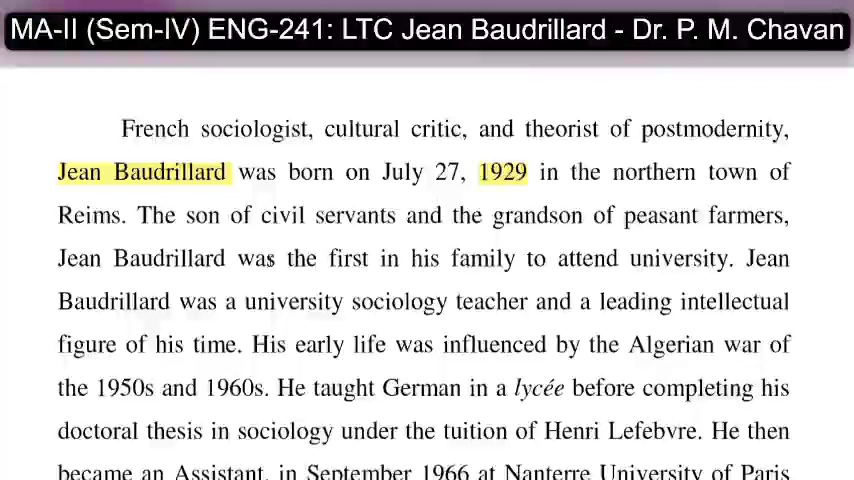 MA-II (Sem-IV) ENG-241: LTC Jean Baudrillard - Dr. P. M. Chavan
French sociologist, cultural critic, and theorist of postmodernity,
Jean Baudrillard was born on July 27, 1929 in the northern town of
Reims. The son of civil servants and the grandson of peasant farmers,
Jean Baudrillard was the first in his family to attend university. Jean
Baudrillard was a university sociology teacher and a leading intellectual
figure of his time. His early life was influenced by the Algerian war of
the 1950s and 1960s. He taught German in a lycée before completing his
doctoral thesis in sociology under the tuition of Henri Lefebvre. He then
became an Assistant, in September 1966 at Nanterre University of Paris